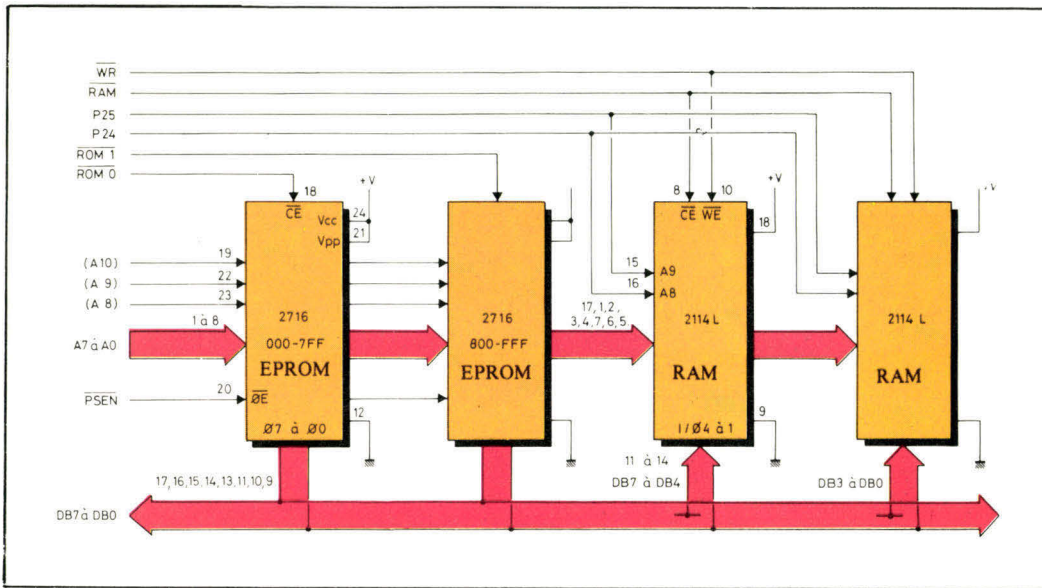 WR
RAM
P25
P24
ROM 1
ROM 0
18
+V
CE
Vcc
24
Vpp
21
(A10)
19
(A 9)
22
(A 8)
23
1 à 8
A7 à A0
2716
000-7FF
EPROM
PSEN
20
ØE
12
Ø7 à Ø0
2716
800-FFF
EPROM
17,1,2,
3,4,7,6,5.
8
10
+V
CE
WE
18
15
A9
16
A8
2114 L
RAM
9
I/Ø4 à 1
+V
2114 L
RAM
17,16,15,14,13,11,10,9
11 à 14
DB7 à DB4
DB3 à DB0
DB7 à DB0